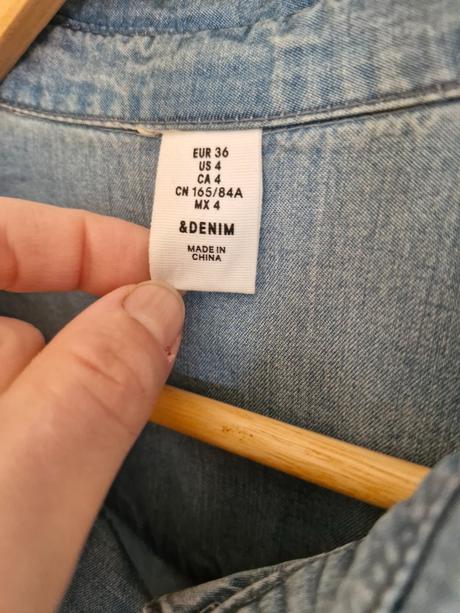 EUR 36
US 4
CA 4
CN 165/84A
MX 4
&DENIM
MADE IN
CHINA